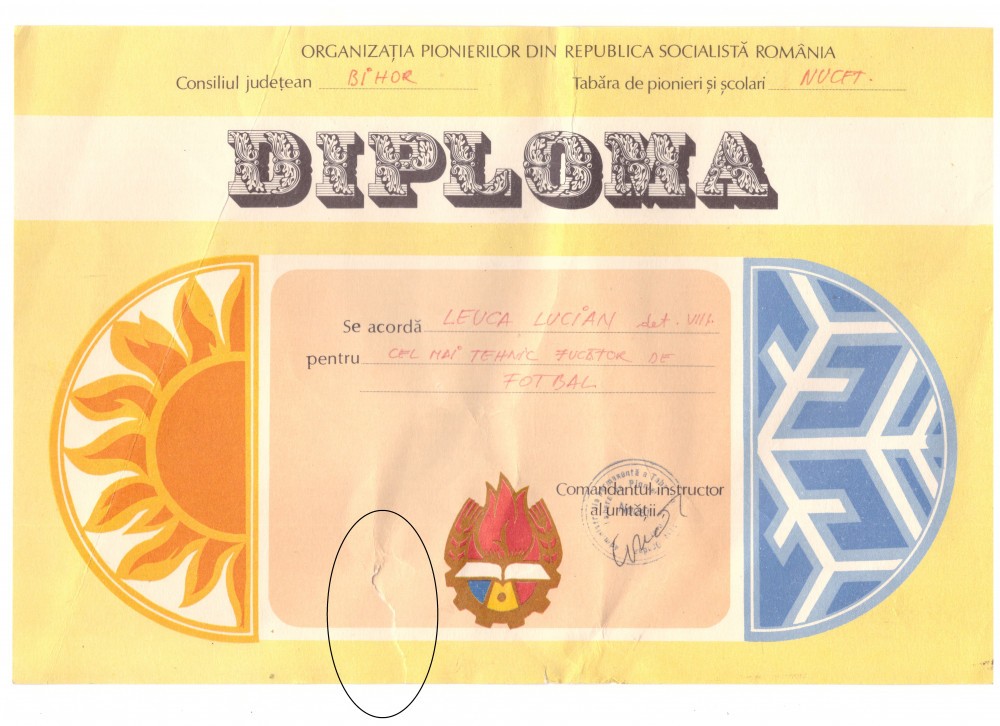 ORGANIZAȚIA PIONIERILOR DIN REPUBLICA SOCIALISTĂ ROMÂNIA
Consiliul județean BIHOR Tabăra de pionieri și școlari NUCET.
DIPLOMA
Se acordă LEUCA LUCIAN det. VIII.
pentru CEL MAI TEHNIC JUCĂTOR DE
FOTBAL
Comandantul instructor
al unității